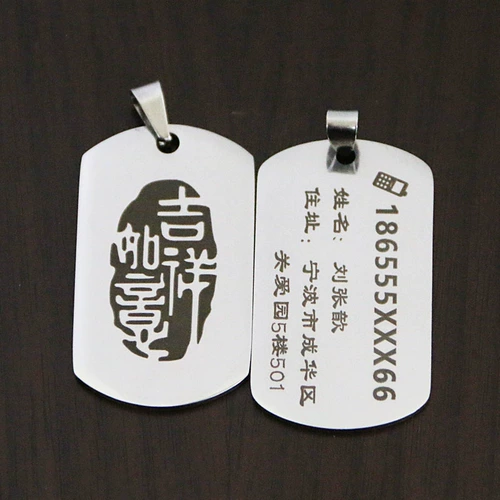 吉祥
如意
186555XXX66
姓名：刘张歆
住址：宁波市成华区
关爱园5楼501